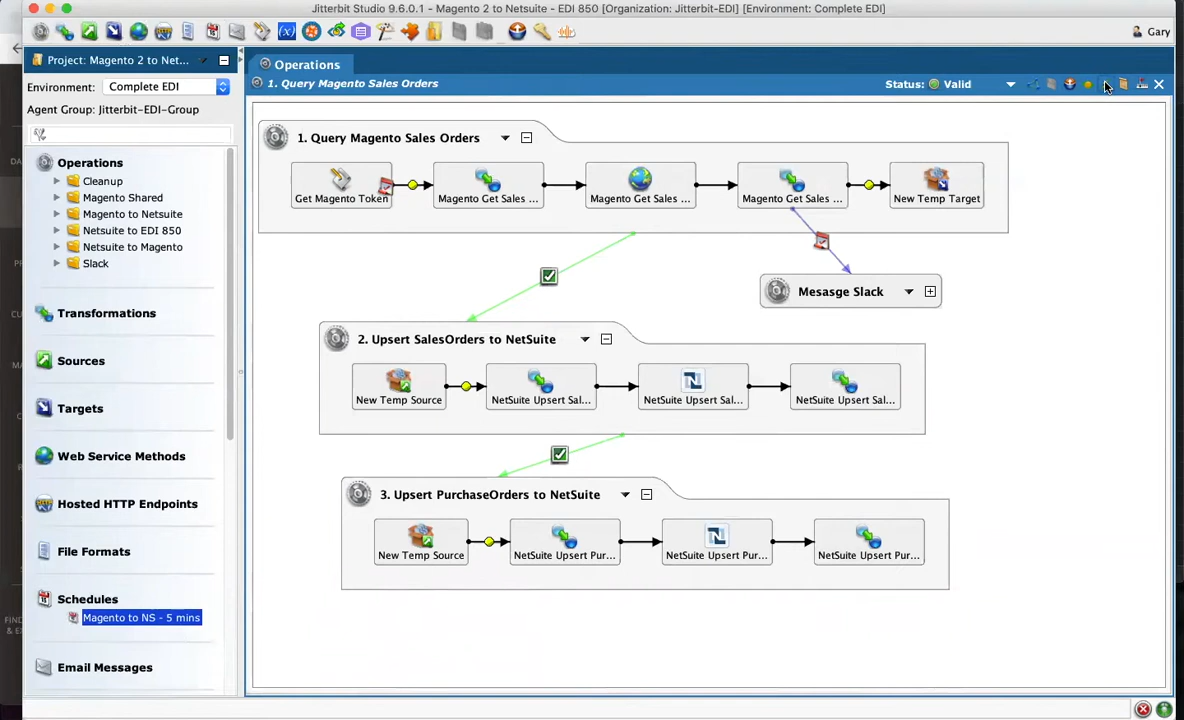 Jitterbit Studio 9.6.0.1 - Magento 2 to Netsuite - EDI 850 [Organization: Jitterbit-EDI] [Environment: Complete EDI]
Gary
Project: Magento 2 to Net...
Environment: Complete EDI
Agent Group: Jitterbit-EDI-Group
Operations
Cleanup
Magento Shared
Magento to Netsuite
Netsuite to EDI 850
Netsuite to Magento
Slack
Transformations
Sources
Targets
Web Service Methods
Hosted HTTP Endpoints
File Formats
Schedules
Magento to NS - 5 mins
Email Messages
Operations
1. Query Magento Sales Orders
Status: Valid
1. Query Magento Sales Orders
Get Magento Token
Magento Get Sales ...
Magento Get Sales ...
Magento Get Sales ...
New Temp Target
Mesasge Slack
2. Upsert SalesOrders to NetSuite
New Temp Source
NetSuite Upsert Sal...
NetSuite Upsert Sal...
NetSuite Upsert Sal...
3. Upsert PurchaseOrders to NetSuite
New Temp Source
NetSuite Upsert Pur...
NetSuite Upsert Pur...
NetSuite Upsert Pur...